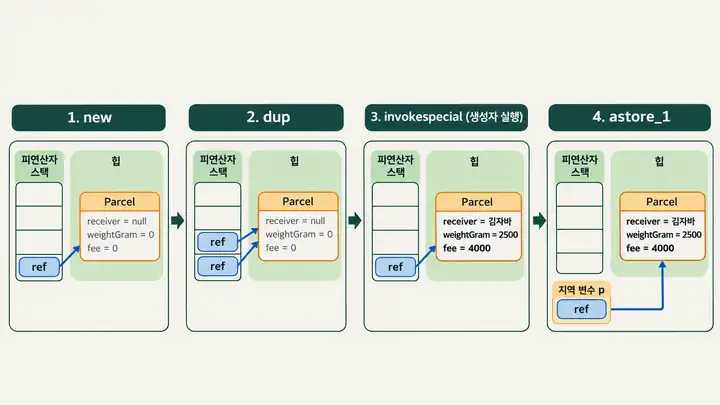 1. new
피연산자
스택
힙
Parcel
receiver = null
weightGram = 0
fee = 0
ref
2. dup
피연산자
스택
힙
Parcel
receiver = null
weightGram = 0
fee = 0
ref
ref
3. invokespecial (생성자 실행)
피연산자
스택
힙
Parcel
receiver = 김자바
weightGram = 2500
fee = 4000
ref
4. astore_1
피연산자
스택
힙
Parcel
receiver = 김자바
weightGram = 2500
fee = 4000
지역 변수 p
ref